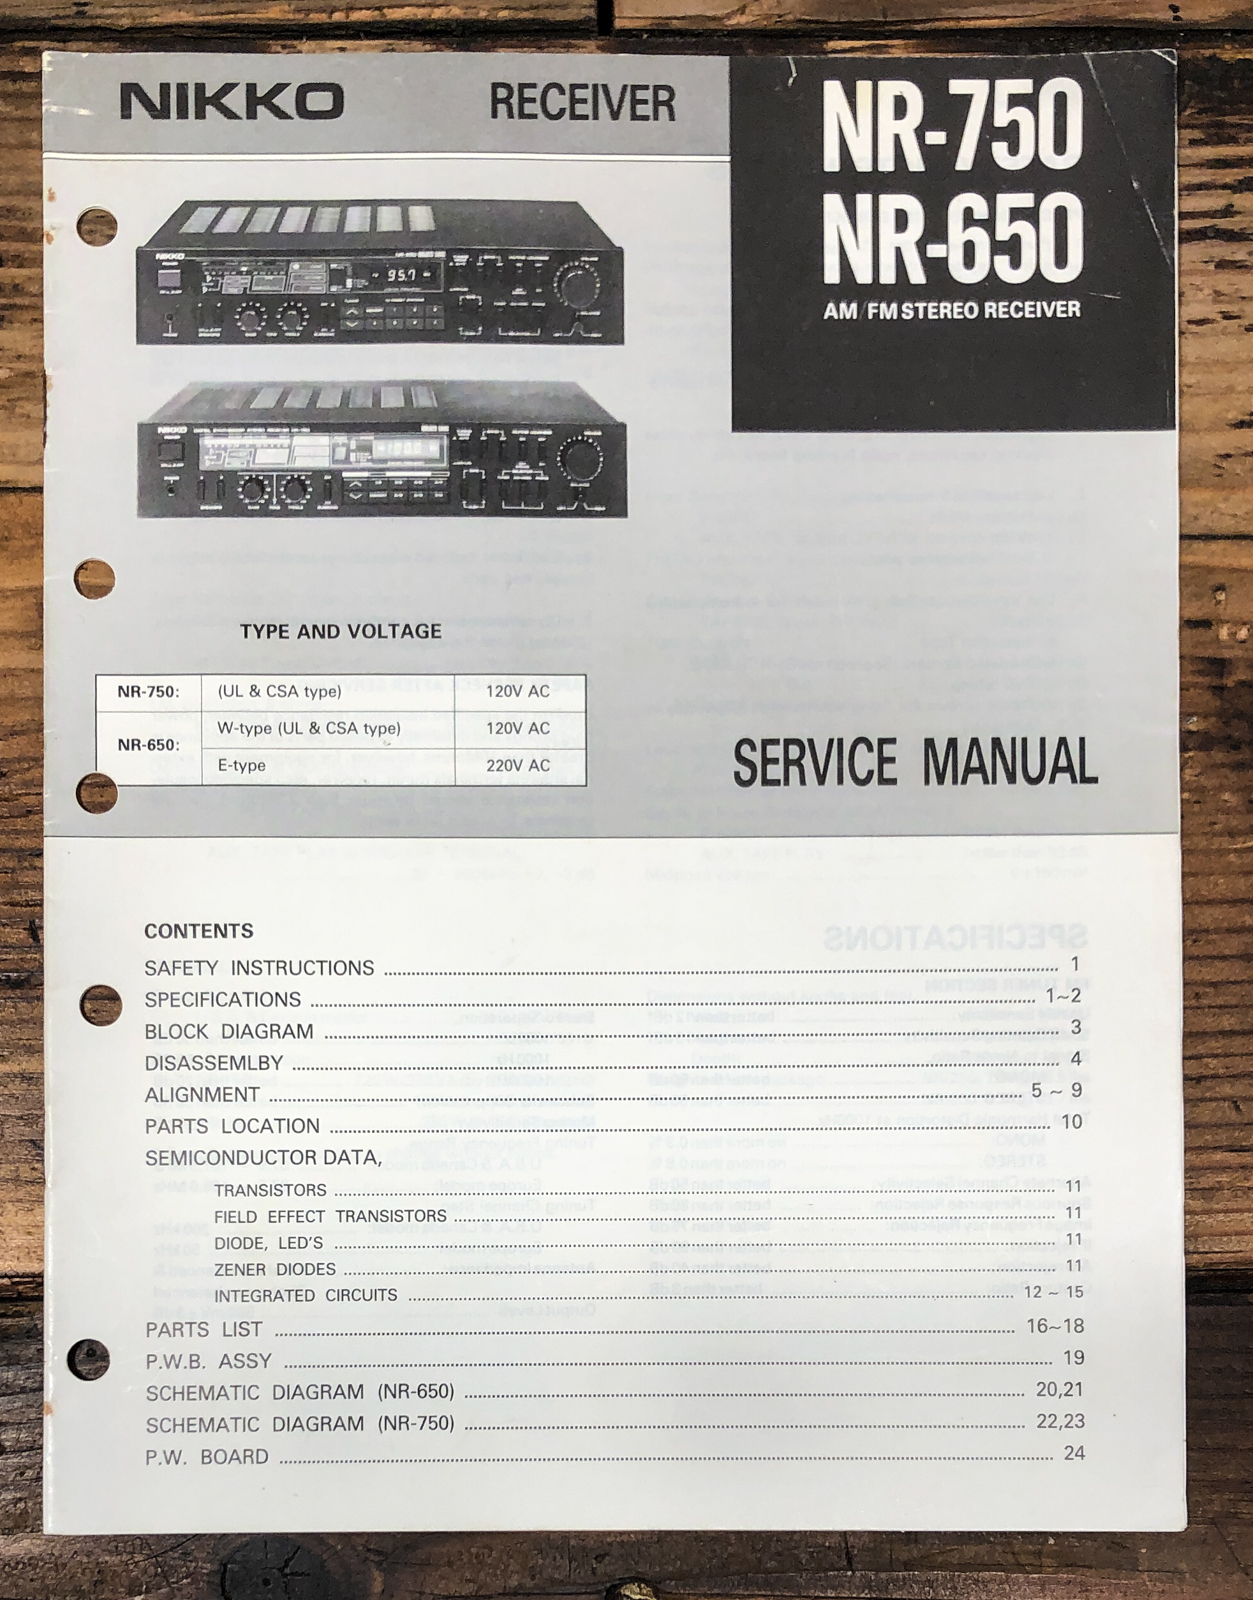 NIKKO RECEIVER
NR-750
NR-650
AM/FM STEREO RECEIVER
NIKKO
95.7
NIKKO
TYPE AND VOLTAGE
NR-750: (UL & CSA type) 120V AC
NR-650: W-type (UL & CSA type) 120V AC
E-type 220V AC
SERVICE MANUAL
CONTENTS
SAFETY INSTRUCTIONS 1
SPECIFICATIONS 1~2
BLOCK DIAGRAM 3
DISASSEMLBY 4
ALIGNMENT 5 ~ 9
PARTS LOCATION 10
SEMICONDUCTOR DATA,
TRANSISTORS 11
FIELD EFFECT TRANSISTORS 11
DIODE, LED'S 11
ZENER DIODES 11
INTEGRATED CIRCUITS 12 ~ 15
PARTS LIST 16~18
P.W.B. ASSY 19
SCHEMATIC DIAGRAM (NR-650) 20,21
SCHEMATIC DIAGRAM (NR-750) 22,23
P.W. BOARD 24